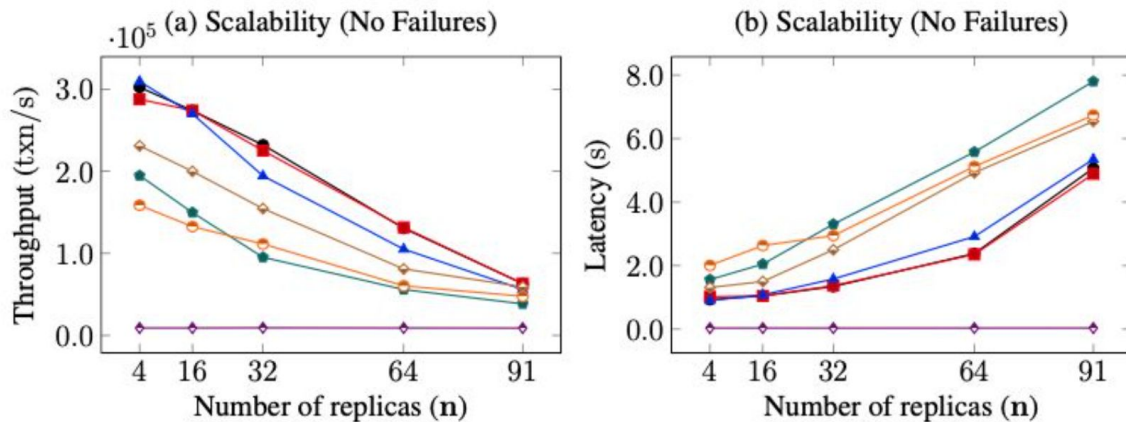 (a) Scalability (No Failures)
·10⁵
3.0
2.0
1.0
0.0
Throughput (txn/s)
4 16 32 64 91
Number of replicas (n)
(b) Scalability (No Failures)
8.0
6.0
4.0
2.0
0.0
Latency (s)
4 16 32 64 91
Number of replicas (n)